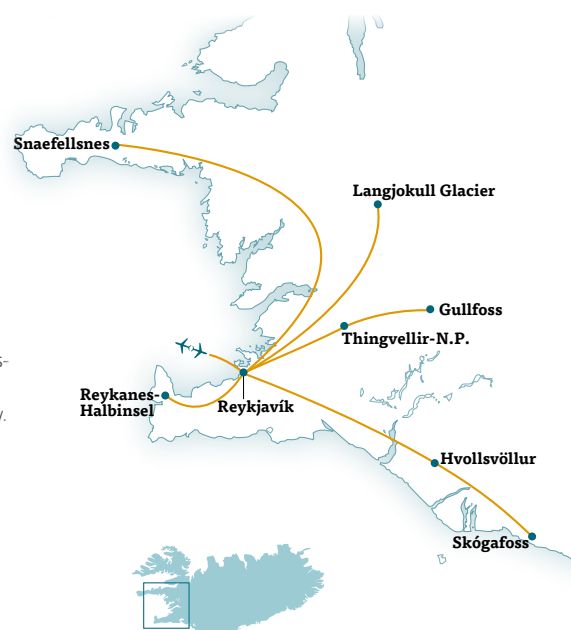 Snaefellsnes
Langjokull Glacier
Gullfoss
Thingvellir-N.P.
s-
Reykanes-
Halbinsel
Reykjavík
v.
Hvollsvöllur
Skógafoss